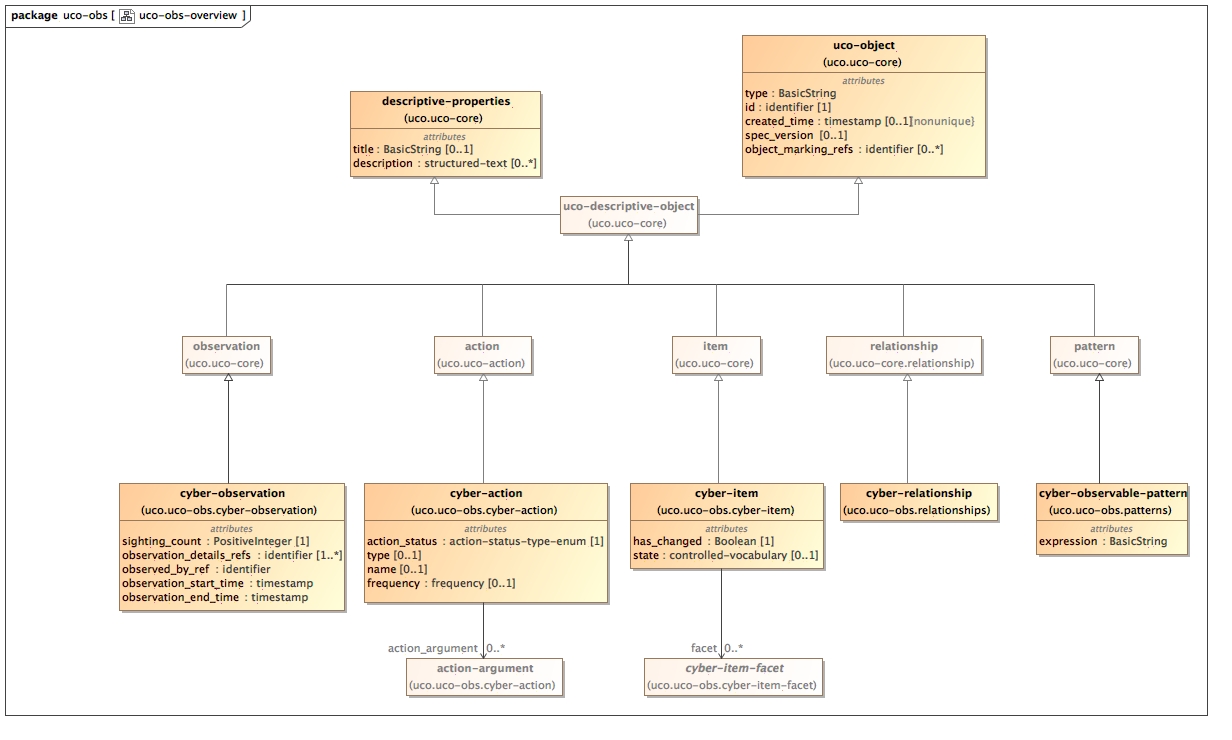 package uco-obs [ uco-obs-overview ]
uco-object
(uco.uco-core)
attributes
type : BasicString
id : identifier [1]
created_time : timestamp [0..1]{nonunique}
spec_version [0..1]
object_marking_refs : identifier [0..*]
descriptive-properties
(uco.uco-core)
attributes
title : BasicString [0..1]
description : structured-text [0..*]
uco-descriptive-object
(uco.uco-core)
observation
(uco.uco-core)
action
(uco.uco-action)
item
(uco.uco-core)
relationship
(uco.uco-core.relationship)
pattern
(uco.uco-core)
cyber-observation
(uco.uco-obs.cyber-observation)
attributes
sighting_count : PositiveInteger [1]
observation_details_refs : identifier [1..*]
observed_by_ref : identifier
observation_start_time : timestamp
observation_end_time : timestamp
cyber-action
(uco.uco-obs.cyber-action)
attributes
action_status : action-status-type-enum [1]
type [0..1]
name [0..1]
frequency : frequency [0..1]
cyber-item
(uco.uco-obs.cyber-item)
attributes
has_changed : Boolean [1]
state : controlled-vocabulary [0..1]
cyber-relationship
(uco.uco-obs.relationships)
cyber-observable-pattern
(uco.uco-obs.patterns)
attributes
expression : BasicString
action_argument 0..*
action-argument
(uco.uco-obs.cyber-action)
facet 0..*
cyber-item-facet
(uco.uco-obs.cyber-item-facet)